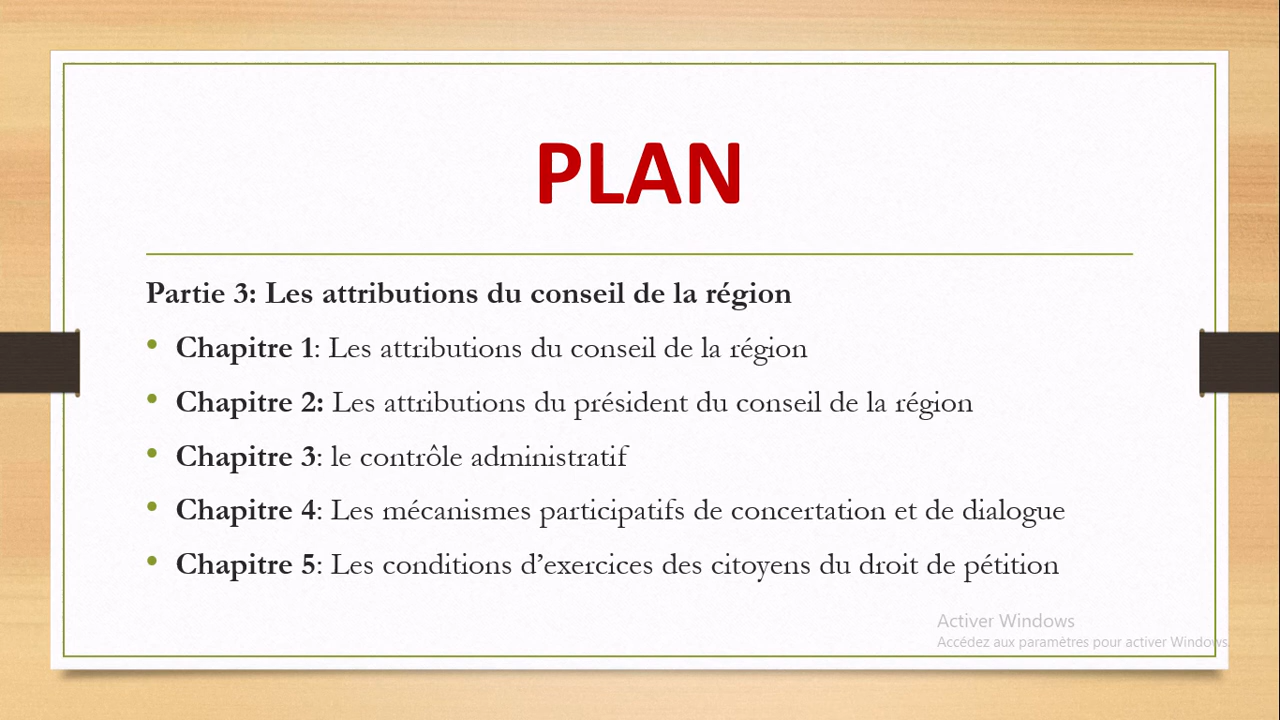 PLAN
Partie 3: Les attributions du conseil de la région
• Chapitre 1: Les attributions du conseil de la région
• Chapitre 2: Les attributions du président du conseil de la région
• Chapitre 3: le contrôle administratif
• Chapitre 4: Les mécanismes participatifs de concertation et de dialogue
• Chapitre 5: Les conditions d’exercices des citoyens du droit de pétition
Activer Windows
Accédez aux paramètres pour activer Windows.